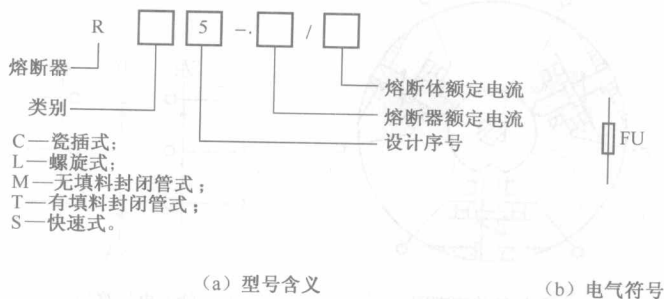 R 5 -. /
熔断器
类别
熔断体额定电流
熔断器额定电流
设计序号
C—瓷插式;
L—螺旋式;
M—无填料封闭管式;
T—有填料封闭管式;
S—快速式。
FU
(a) 型号含义
(b) 电气符号